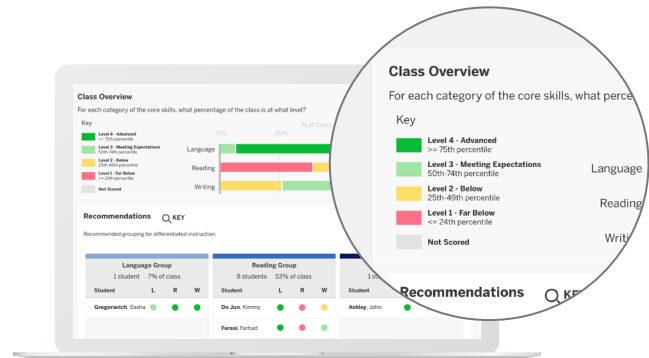 Class Overview
For each category of the core skills, what percentage of the class is at what level?
Key
Level 4 - Advanced
>= 75th percentile
Level 3 - Meeting Expectations
50th-74th percentile
Level 2 - Below
25th-49th percentile
Level 1 - Far Below
<= 24th percentile
Not Scored
% of Class
0% 25%
Language
Reading
Writing
Recommendations KEY
Recommended grouping for differentiated instruction.
Language Group
1 student 7% of class
Student L R W
Gregoravich, Sasha
Reading Group
8 students 53% of class
Student L R W
Do Jun, Kimmy
Ferasi, Farhad
Student
Ashley, John
Class Overview
For each category of the core skills, what perce
Key
Level 4 - Advanced
>= 75th percentile
Level 3 - Meeting Expectations
50th-74th percentile
Level 2 - Below
25th-49th percentile
Level 1 - Far Below
<= 24th percentile
Not Scored
Language
Reading
Recommendations